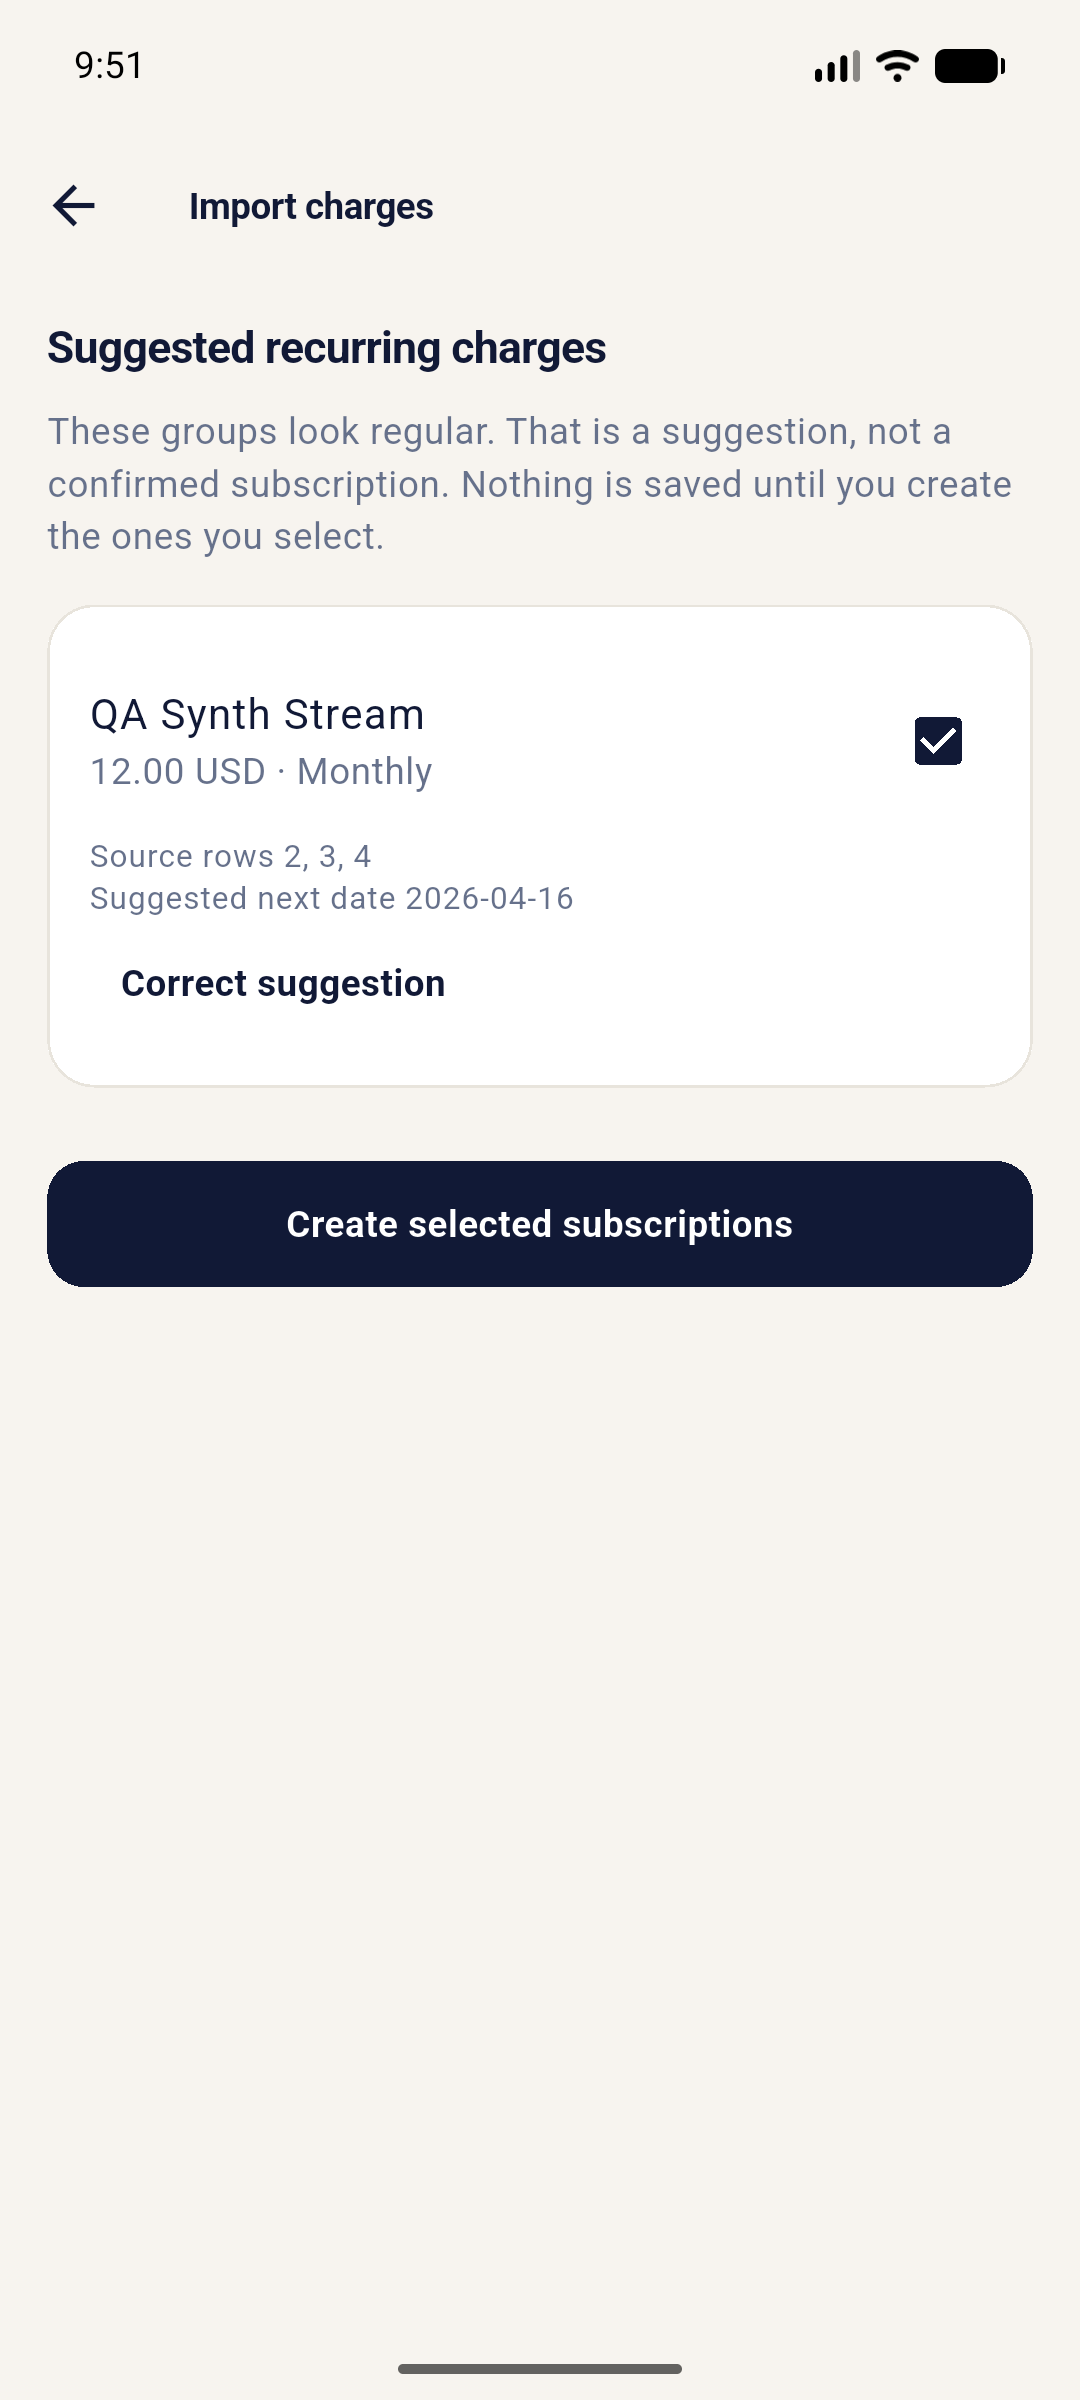 9:51
Import charges
Suggested recurring charges
These groups look regular. That is a suggestion, not a
confirmed subscription. Nothing is saved until you create
the ones you select.
QA Synth Stream
12.00 USD · Monthly
Source rows 2, 3, 4
Suggested next date 2026-04-16
Correct suggestion
Create selected subscriptions